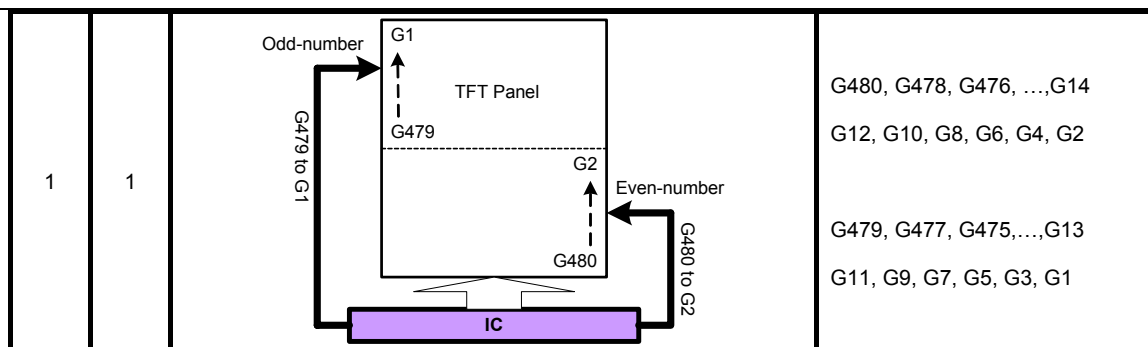 1
1
Odd-number
G1
TFT Panel
G479
G479 to G1
G2
Even-number
G480
G480 to G2
IC
G480, G478, G476, …,G14
G12, G10, G8, G6, G4, G2
G479, G477, G475,…,G13
G11, G9, G7, G5, G3, G1